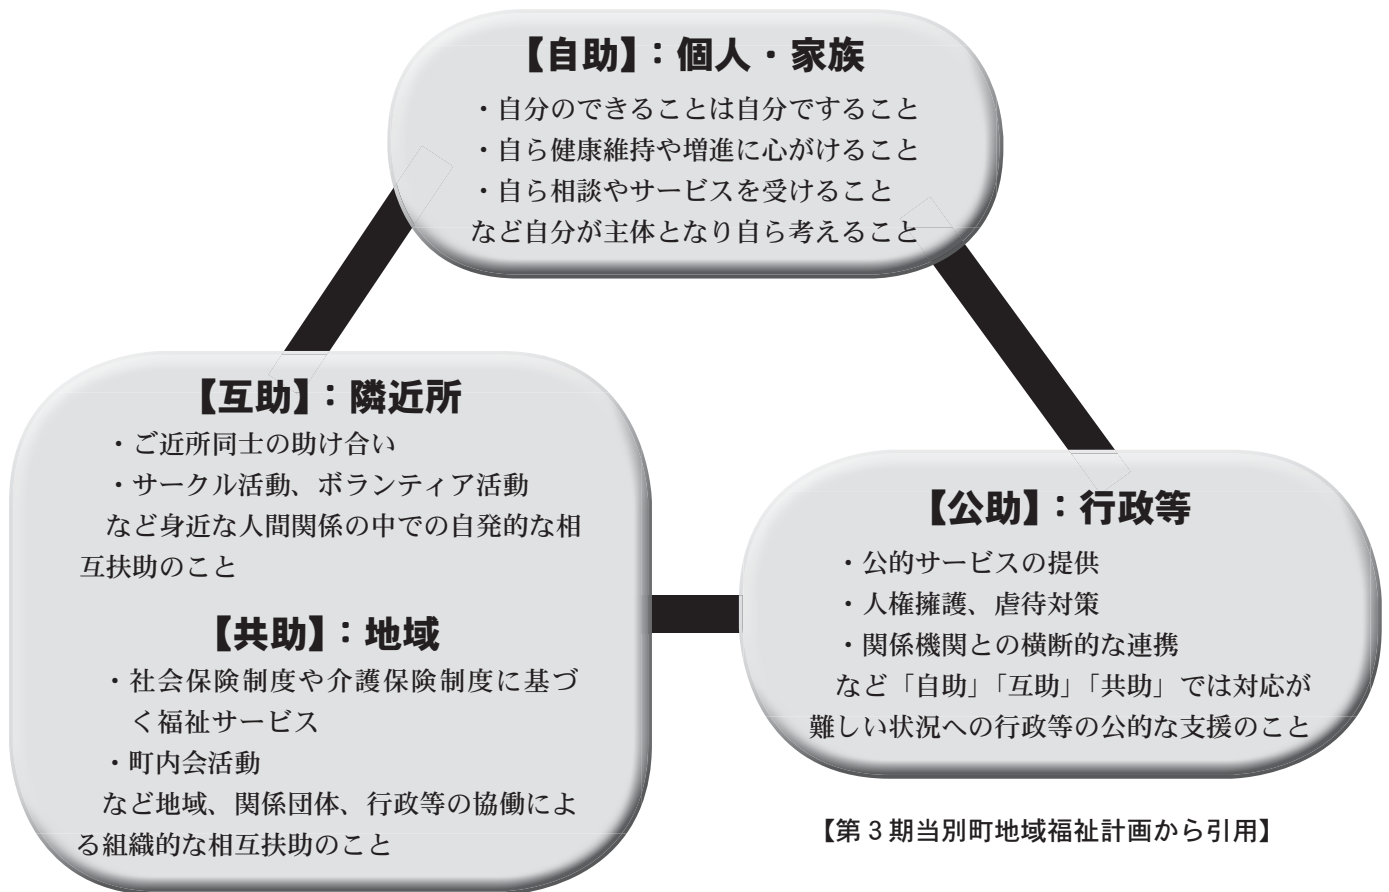 【自助】：個人・家族
・自分のできることは自分ですること
・自ら健康維持や増進に心がけること
・自ら相談やサービスを受けること
など自分が主体となり自ら考えること
【互助】：隣近所
・ご近所同士の助け合い
・サークル活動、ボランティア活動
など身近な人間関係の中での自発的な相
互扶助のこと
【共助】：地域
・社会保険制度や介護保険制度に基づ
く福祉サービス
・町内会活動
など地域、関係団体、行政等の協働によ
る組織的な相互扶助のこと
【公助】：行政等
・公的サービスの提供
・人権擁護、虐待対策
・関係機関との横断的な連携
など「自助」「互助」「共助」では対応が
難しい状況への行政等の公的な支援のこと
【第３期当別町地域福祉計画から引用】